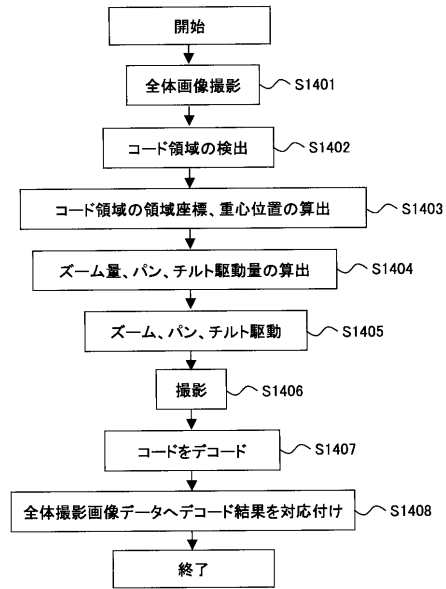 開始
全体画像撮影 S1401
コード領域の検出 S1402
コード領域の領域座標、重心位置の算出 S1403
ズーム量、パン、チルト駆動量の算出 S1404
ズーム、パン、チルト駆動 S1405
撮影 S1406
コードをデコード S1407
全体撮影画像データへデコード結果を対応付け S1408
終了